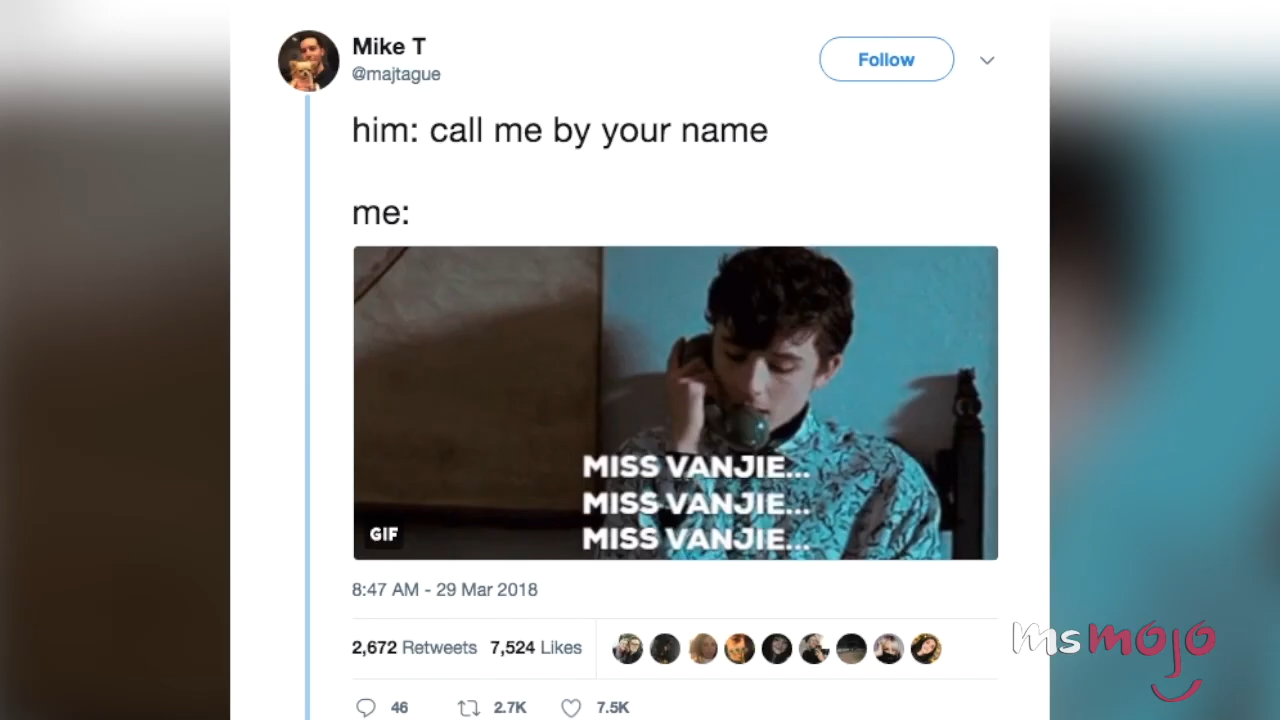 Mike T
@majtague
Follow
him: call me by your name
me:
MISS VANJIE...
MISS VANJIE...
MISS VANJIE...
GIF
8:47 AM - 29 Mar 2018
2,672 Retweets 7,524 Likes
46 2.7K 7.5K
msmojo